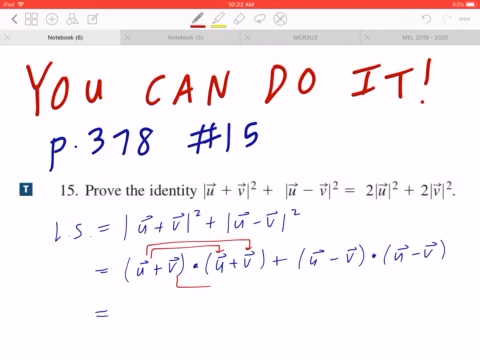 iPad 10:22 AM 83%
Notebook (6) Notebook (5) MCR3U3 MEL 2019 - 2020
YOU CAN DO IT!
p.378 #15
T 15. Prove the identity |u⃗ + v⃗|² + |u⃗ − v⃗|² = 2|u⃗|² + 2|v⃗|².
L.S. = |u⃗+v⃗|² + |u⃗-v⃗|²
= (u⃗+v⃗)•(u⃗+v⃗) + (u⃗-v⃗)•(u⃗-v⃗)
=